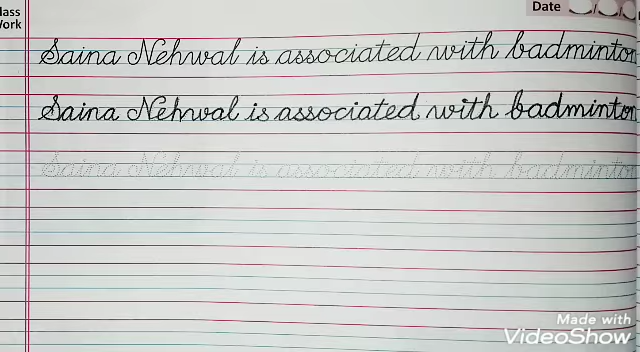 lass
Work
Date
Saina Nehwal is associated with badminton
Saina Nehwal is associated with badminton
Saina Nehwal is associated with badminton
Made with
VideoShow